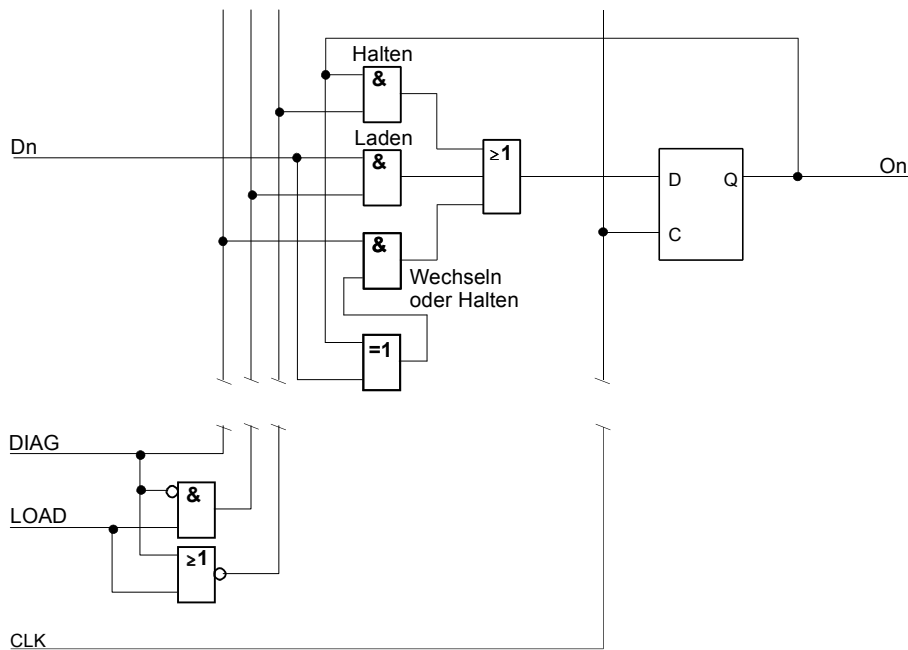 Halten
&
Dn
Laden
&
≥1
D
Q
On
C
&
Wechseln
oder Halten
=1
DIAG
&
LOAD
≥1
CLK